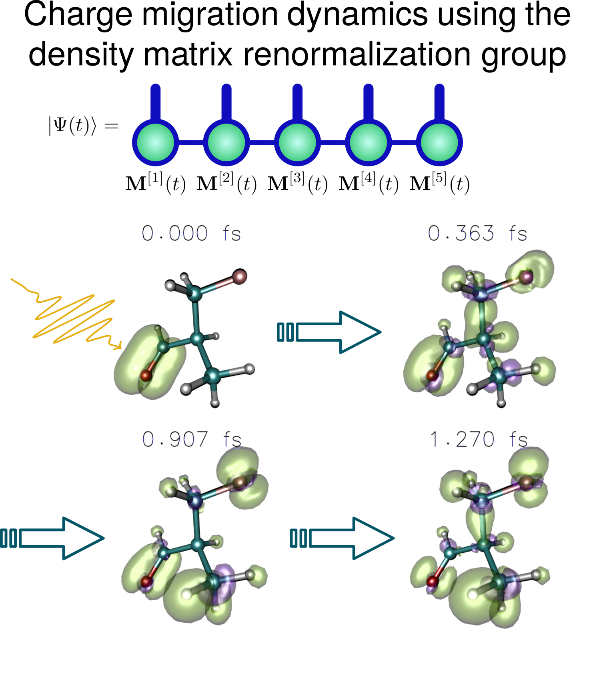 Charge migration dynamics using the
density matrix renormalization group
|Ψ(t)⟩ =
M^[1](t) M^[2](t) M^[3](t) M^[4](t) M^[5](t)
0.000 fs 0.363 fs
0.907 fs 1.270 fs